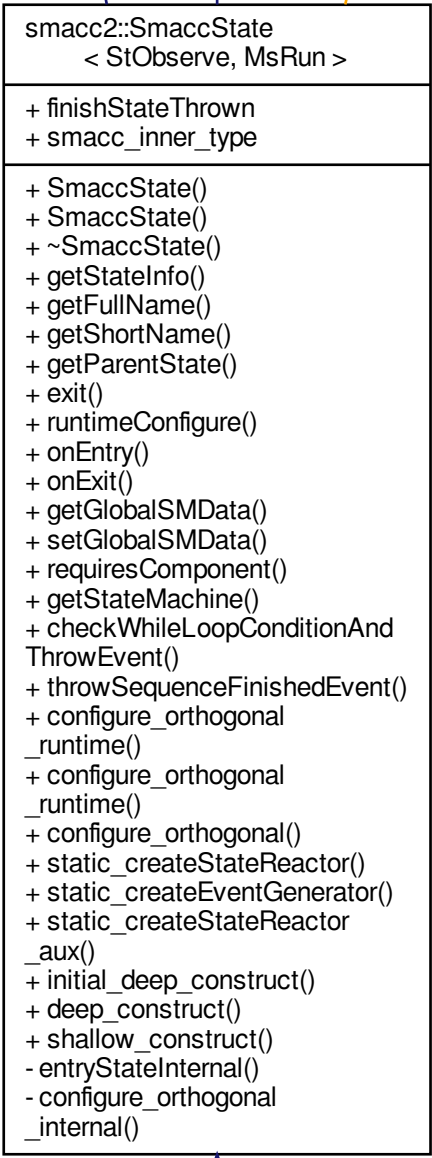 smacc2::SmaccState
< StObserve, MsRun >
+ finishStateThrown
+ smacc_inner_type
+ SmaccState()
+ SmaccState()
+ ~SmaccState()
+ getStateInfo()
+ getFullName()
+ getShortName()
+ getParentState()
+ exit()
+ runtimeConfigure()
+ onEntry()
+ onExit()
+ getGlobalSMData()
+ setGlobalSMData()
+ requiresComponent()
+ getStateMachine()
+ checkWhileLoopConditionAnd
ThrowEvent()
+ throwSequenceFinishedEvent()
+ configure_orthogonal
_runtime()
+ configure_orthogonal
_runtime()
+ configure_orthogonal()
+ static_createStateReactor()
+ static_createEventGenerator()
+ static_createStateReactor
_aux()
+ initial_deep_construct()
+ deep_construct()
+ shallow_construct()
- entryStateInternal()
- configure_orthogonal
_internal()